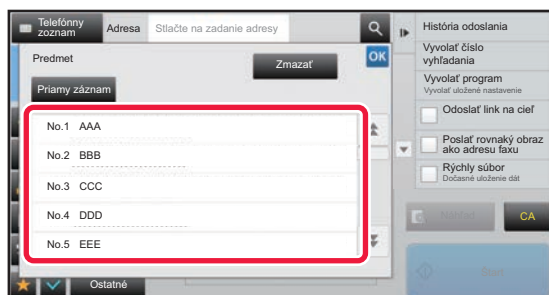 Telefónny
zoznam
Adresa
Stlačte na zadanie adresy
História odoslania
Vyvolať číslo
vyhľadania
Vyvolať program
Vyvolať uložené nastavenie
Odoslať link na cieľ
Poslať rovnaký obraz
ako adresu faxu
Rýchly súbor
Dočasné uloženie dát
CA
Predmet
Zmazať
OK
Priamy záznam
No.1 AAA
No.2 BBB
No.3 CCC
No.4 DDD
No.5 EEE
Ostatné